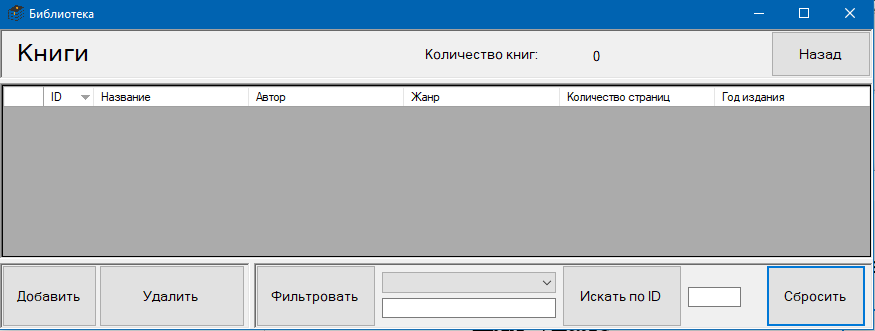 Библиотека
Книги Количество книг: 0 Назад
ID Название Автор Жанр Количество страниц Год издания
Добавить Удалить Фильтровать Искать по ID Сбросить